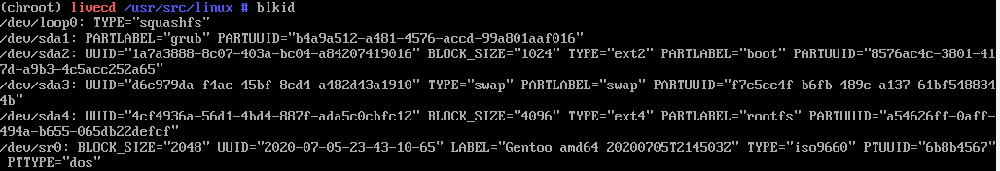 (chroot) livecd /usr/src/linux # blkid
/dev/loop0: TYPE="squashfs"
/dev/sda1: PARTLABEL="grub" PARTUUID="b4a9a512-a481-4576-accd-99a801aaf016"
/dev/sda2: UUID="1a7a3888-8c07-403a-bc04-a84207419016" BLOCK_SIZE="1024" TYPE="ext2" PARTLABEL="boot" PARTUUID="8576ac4c-3801-41
7d-a9b3-4c5acc252a65"
/dev/sda3: UUID="d6c979da-f4ae-45bf-8ed4-a482d43a1910" TYPE="swap" PARTLABEL="swap" PARTUUID="f7c5cc4f-b6fb-489e-a137-61bf548834
4b"
/dev/sda4: UUID="4cf4936a-56d1-4bd4-887f-ada5c0cbfc12" BLOCK_SIZE="4096" TYPE="ext4" PARTLABEL="rootfs" PARTUUID="a54626ff-0aff-
494a-b655-065db22defcf"
/dev/sr0: BLOCK_SIZE="2048" UUID="2020-07-05-23-43-10-65" LABEL="Gentoo amd64 20200705T214503Z" TYPE="iso9660" PTUUID="6b8b4567"
 PTTYPE="dos"